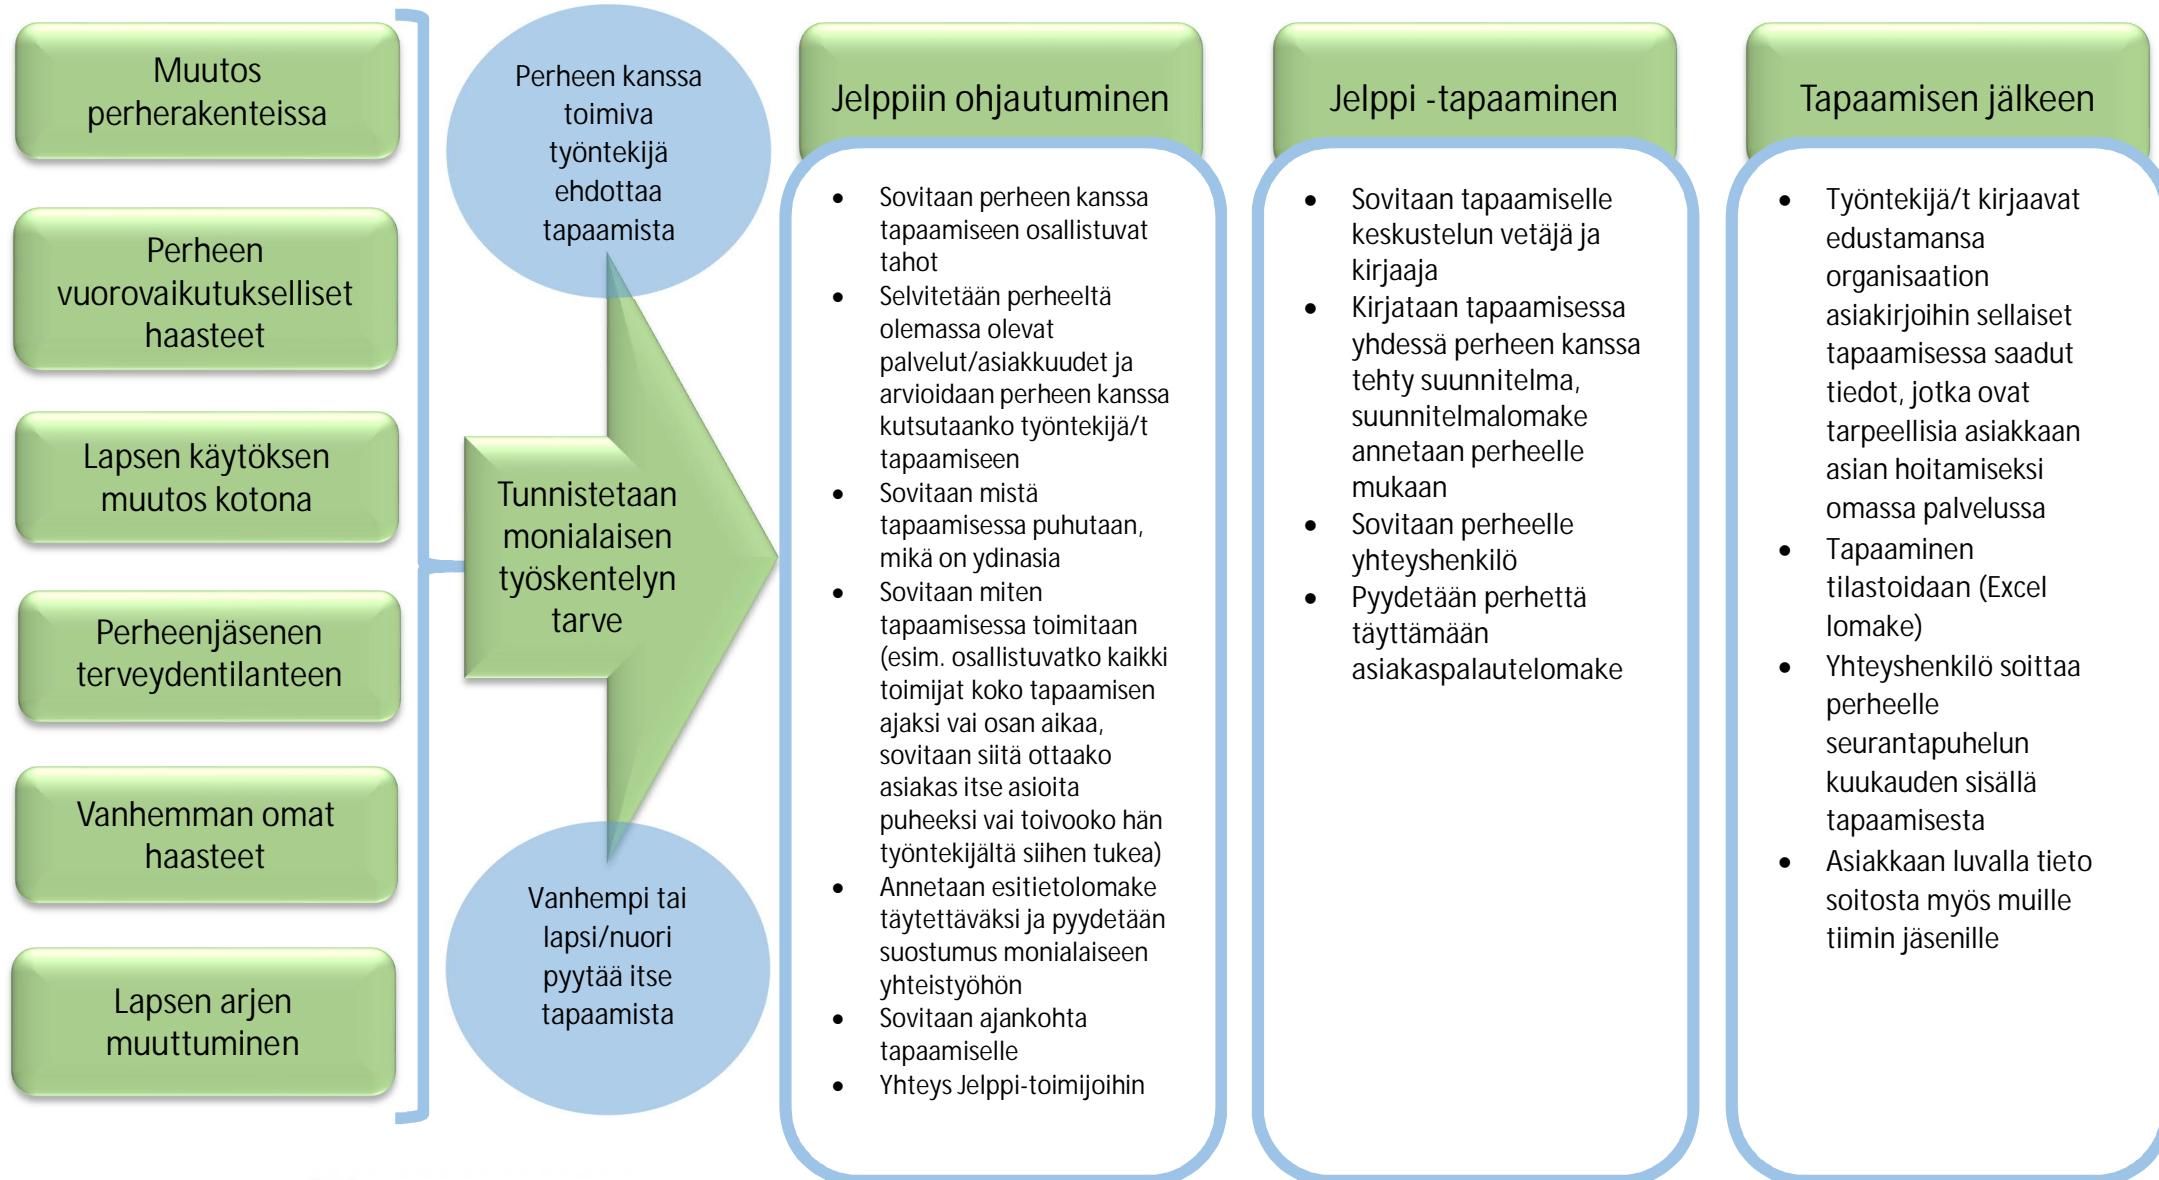 Muutos
perherakenteissa
Perheen
vuorovaikutukselliset
haasteet
Lapsen käytöksen
muutos kotona
Perheenjäsenen
terveydentilanteen
Vanhemman omat
haasteet
Lapsen arjen
muuttuminen
Perheen kanssa
toimiva
työntekijä
ehdottaa
tapaamista
Tunnistetaan
monialaisen
työskentelyn
tarve
Vanhempi tai
lapsi/nuori
pyytää itse
tapaamista
Jelppiin ohjautuminen
• Sovitaan perheen kanssa
tapaamiseen osallistuvat
tahot
• Selvitetään perheeltä
olemassa olevat
palvelut/asiakkuudet ja
arvioidaan perheen kanssa
kutsutaanko työntekijä/t
tapaamiseen
• Sovitaan mistä
tapaamisessa puhutaan,
mikä on ydinasia
• Sovitaan miten
tapaamisessa toimitaan
(esim. osallistuvatko kaikki
toimijat koko tapaamisen
ajaksi vai osan aikaa,
sovitaan siitä ottaako
asiakas itse asioita
puheeksi vai toivooko hän
työntekijältä siihen tukea)
• Annetaan esitietolomake
täytettäväksi ja pyydetään
suostumus monialaiseen
yhteistyöhön
• Sovitaan ajankohta
tapaamiselle
• Yhteys Jelppi-toimijoihin
Jelppi -tapaaminen
• Sovitaan tapaamiselle
keskustelun vetäjä ja
kirjaaja
• Kirjataan tapaamisessa
yhdessä perheen kanssa
tehty suunnitelma,
suunnitelmalomake
annetaan perheelle
mukaan
• Sovitaan perheelle
yhteyshenkilö
• Pyydetään perhettä
täyttämään
asiakaspalautelomake
Tapaamisen jälkeen
• Työntekijä/t kirjaavat
edustamansa
organisaation
asiakirjoihin sellaiset
tapaamisessa saadut
tiedot, jotka ovat
tarpeellisia asiakkaan
asian hoitamiseksi
omassa palvelussa
• Tapaaminen
tilastoidaan (Excel
lomake)
• Yhteyshenkilö soittaa
perheelle
seurantapuhelun
kuukauden sisällä
tapaamisesta
• Asiakkaan luvalla tieto
soitosta myös muille
tiimin jäsenille